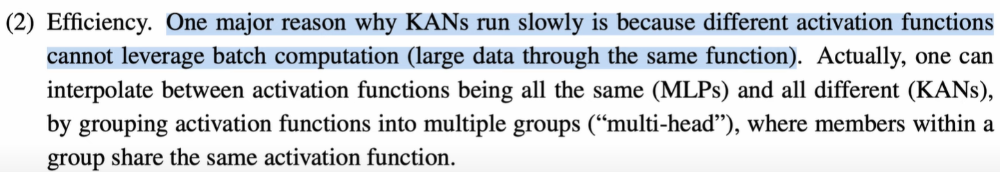 (2) Efficiency. One major reason why KANs run slowly is because different activation functions
cannot leverage batch computation (large data through the same function). Actually, one can
interpolate between activation functions being all the same (MLPs) and all different (KANs),
by grouping activation functions into multiple groups (“multi-head”), where members within a
group share the same activation function.